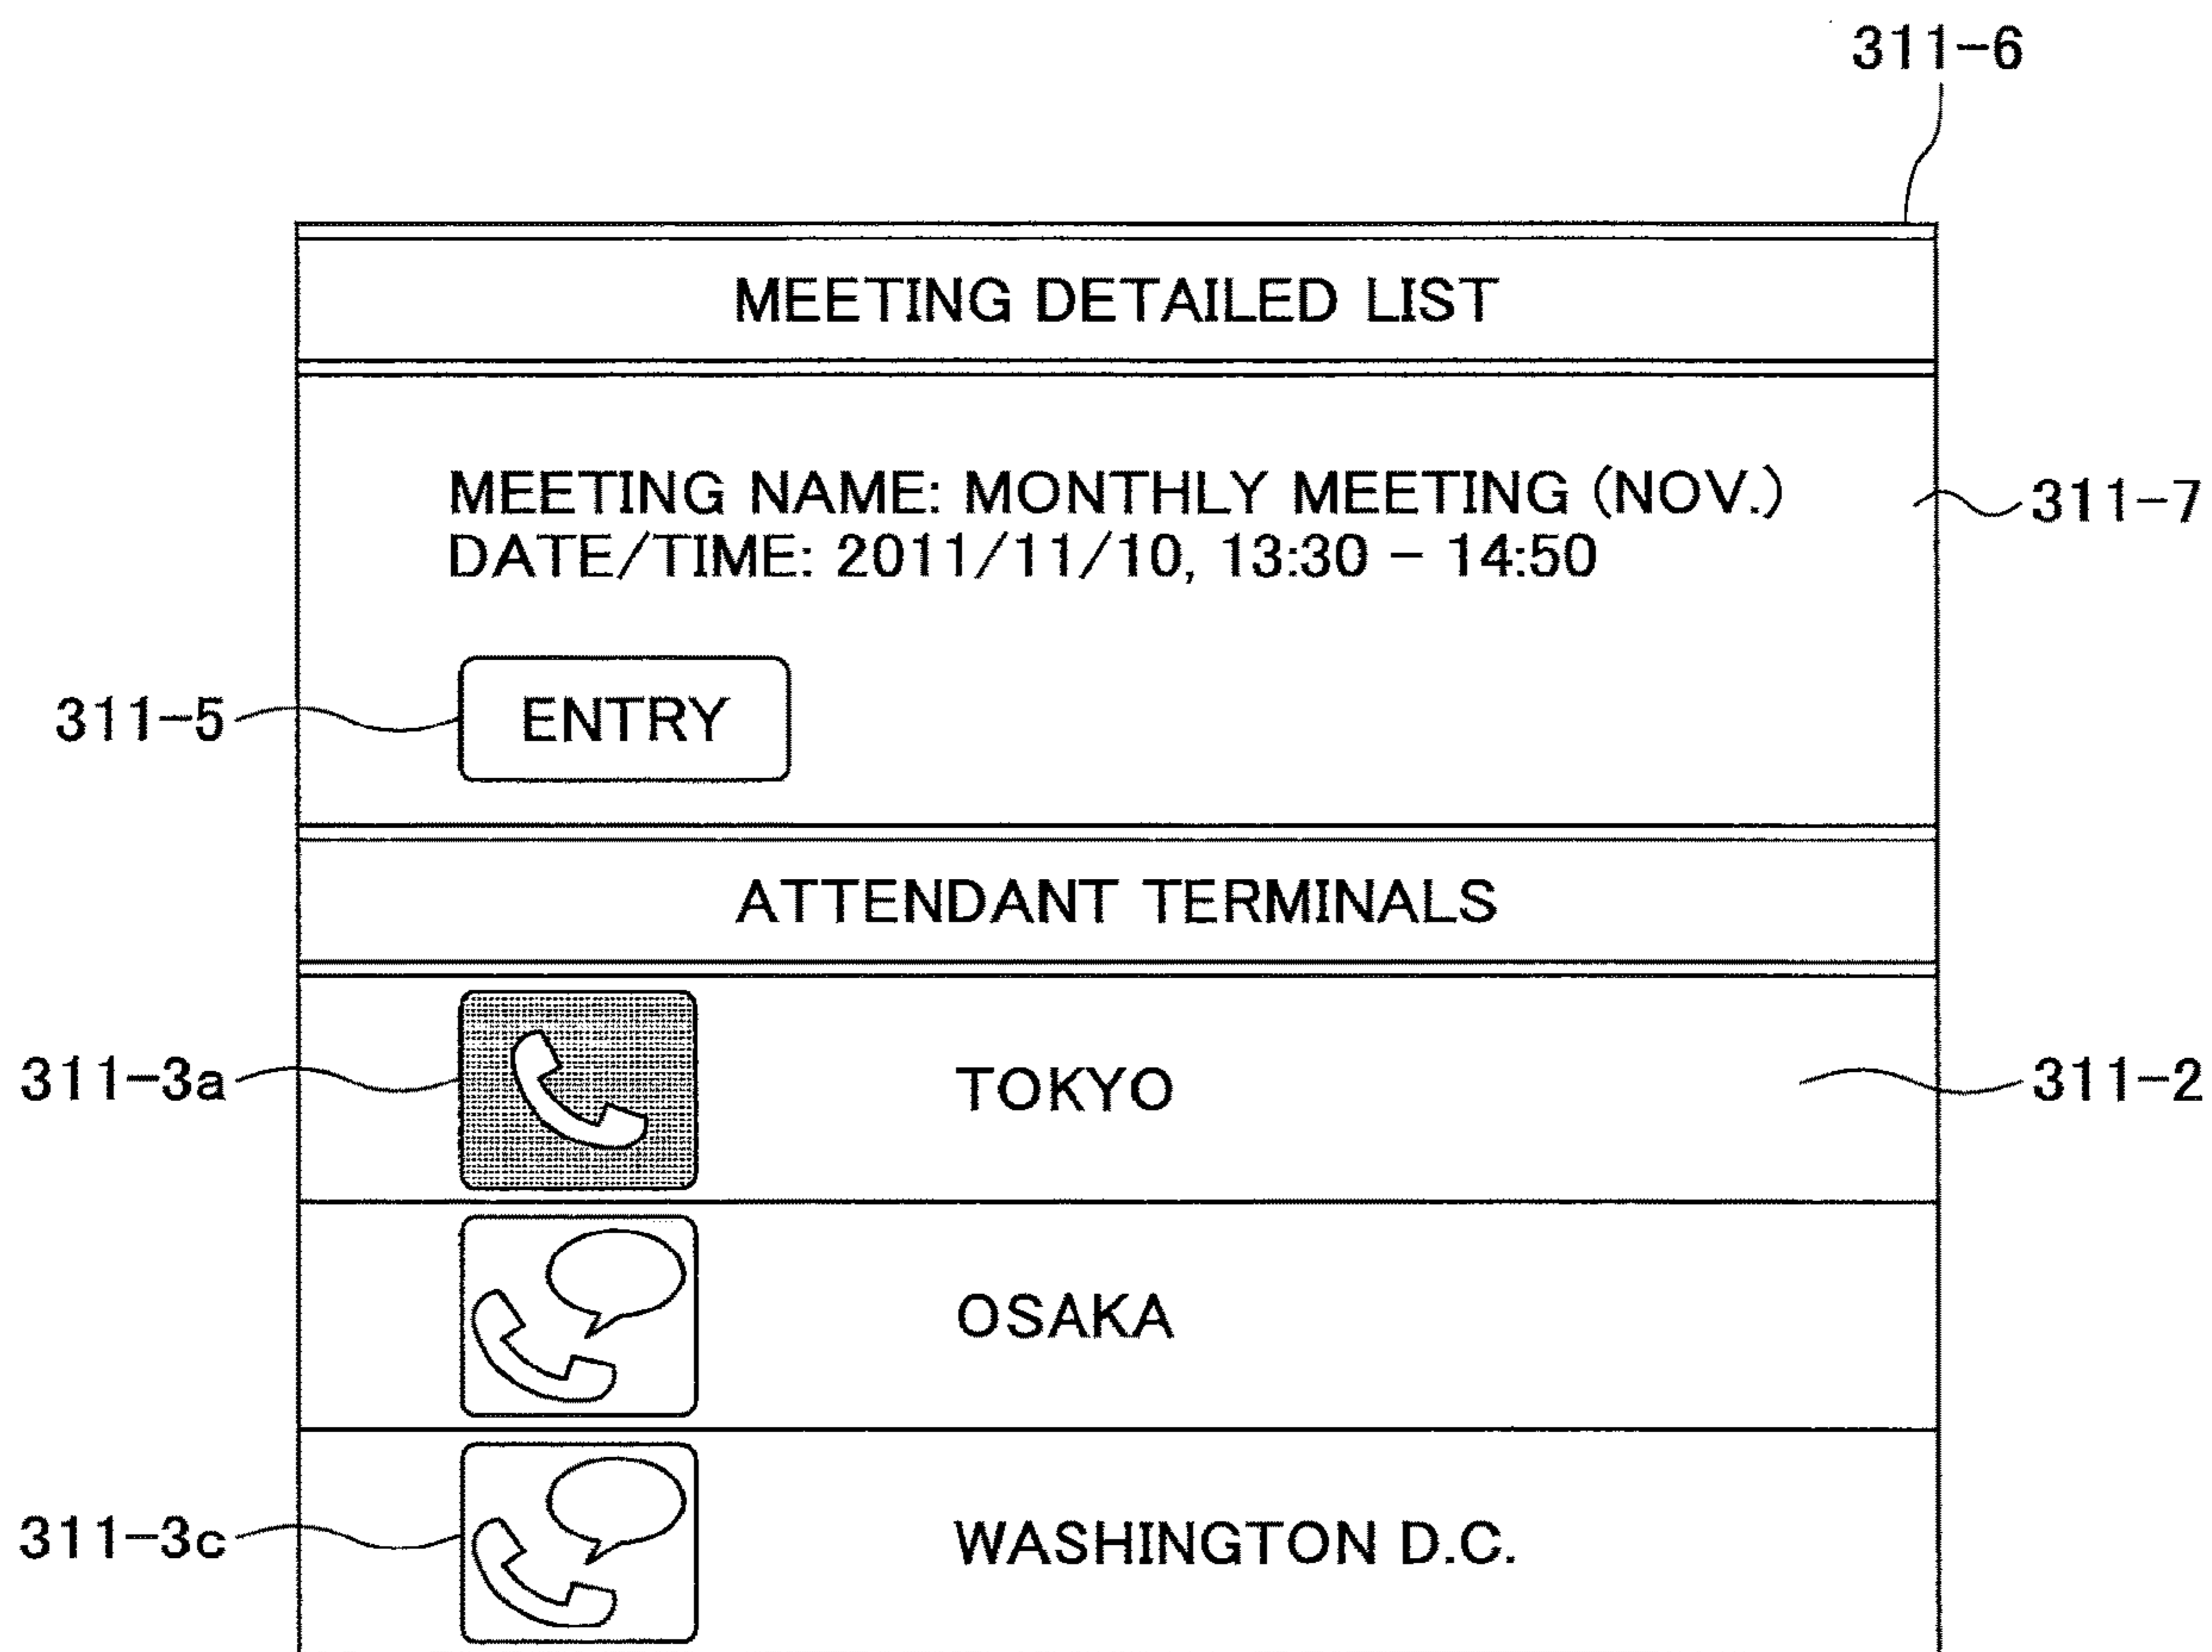 311-6
MEETING DETAILED LIST
MEETING NAME: MONTHLY MEETING (NOV.)
DATE/TIME: 2011/11/10, 13:30 - 14:50
311-7
311-5
ENTRY
ATTENDANT TERMINALS
311-3a
TOKYO
311-2
OSAKA
311-3c
WASHINGTON D.C.